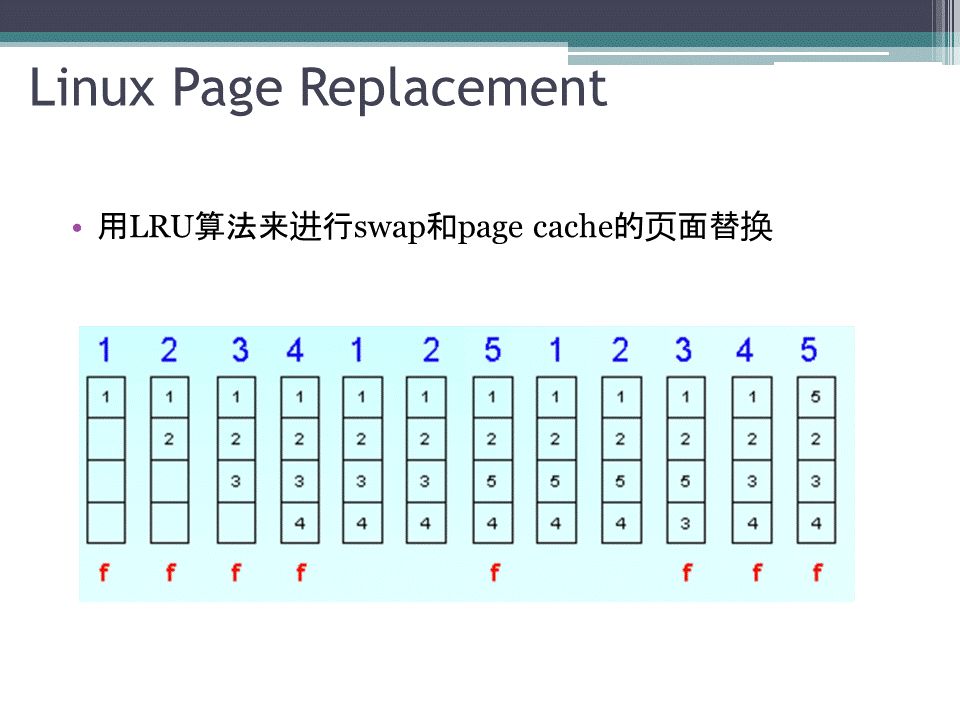 Linux Page Replacement
• 用LRU算法来进行swap和page cache的页面替换
1 2 3 4 1 2 5 1 2 3 4 5
1 1 1 1 1 1 1 1 1 1 1 5
2 2 2 2 2 2 2 2 2 2 2
3 3 3 3 5 5 5 5 3 3
4 4 4 4 4 4 3 4 4
f f f f f f f f